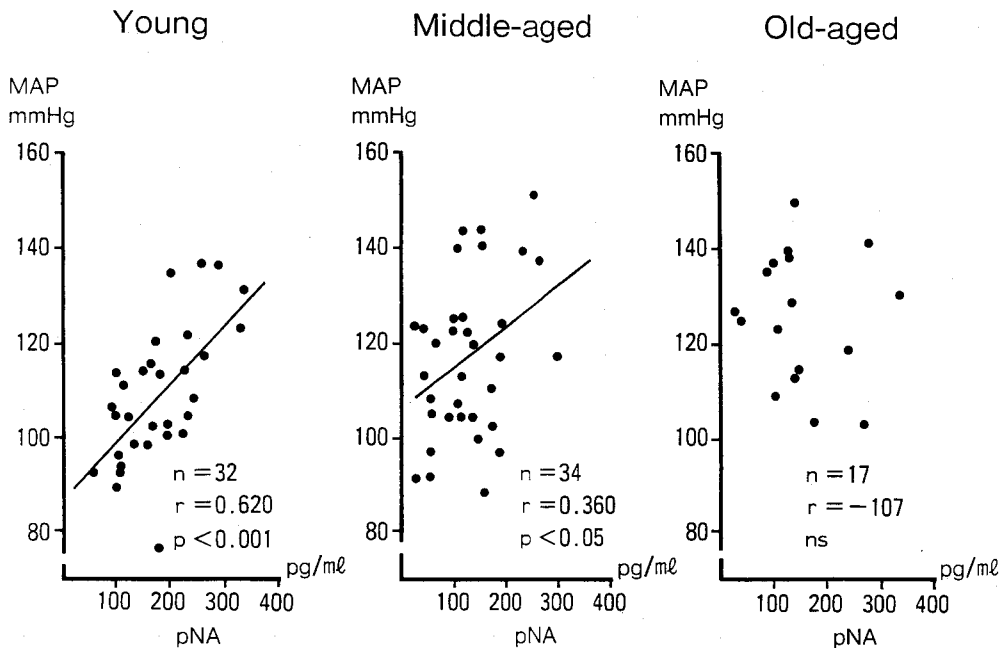 Young
MAP
mmHg
160
140
120
100
80
n=32
r=0.620
p<0.001
pg/mℓ
100 200 300 400
pNA
Middle-aged
MAP
mmHg
160
140
120
100
80
n=34
r=0.360
p<0.05
pg/mℓ
100 200 300 400
pNA
Old-aged
MAP
mmHg
160
140
120
100
80
n=17
r=-107
ns
pg/mℓ
100 200 300 400
pNA